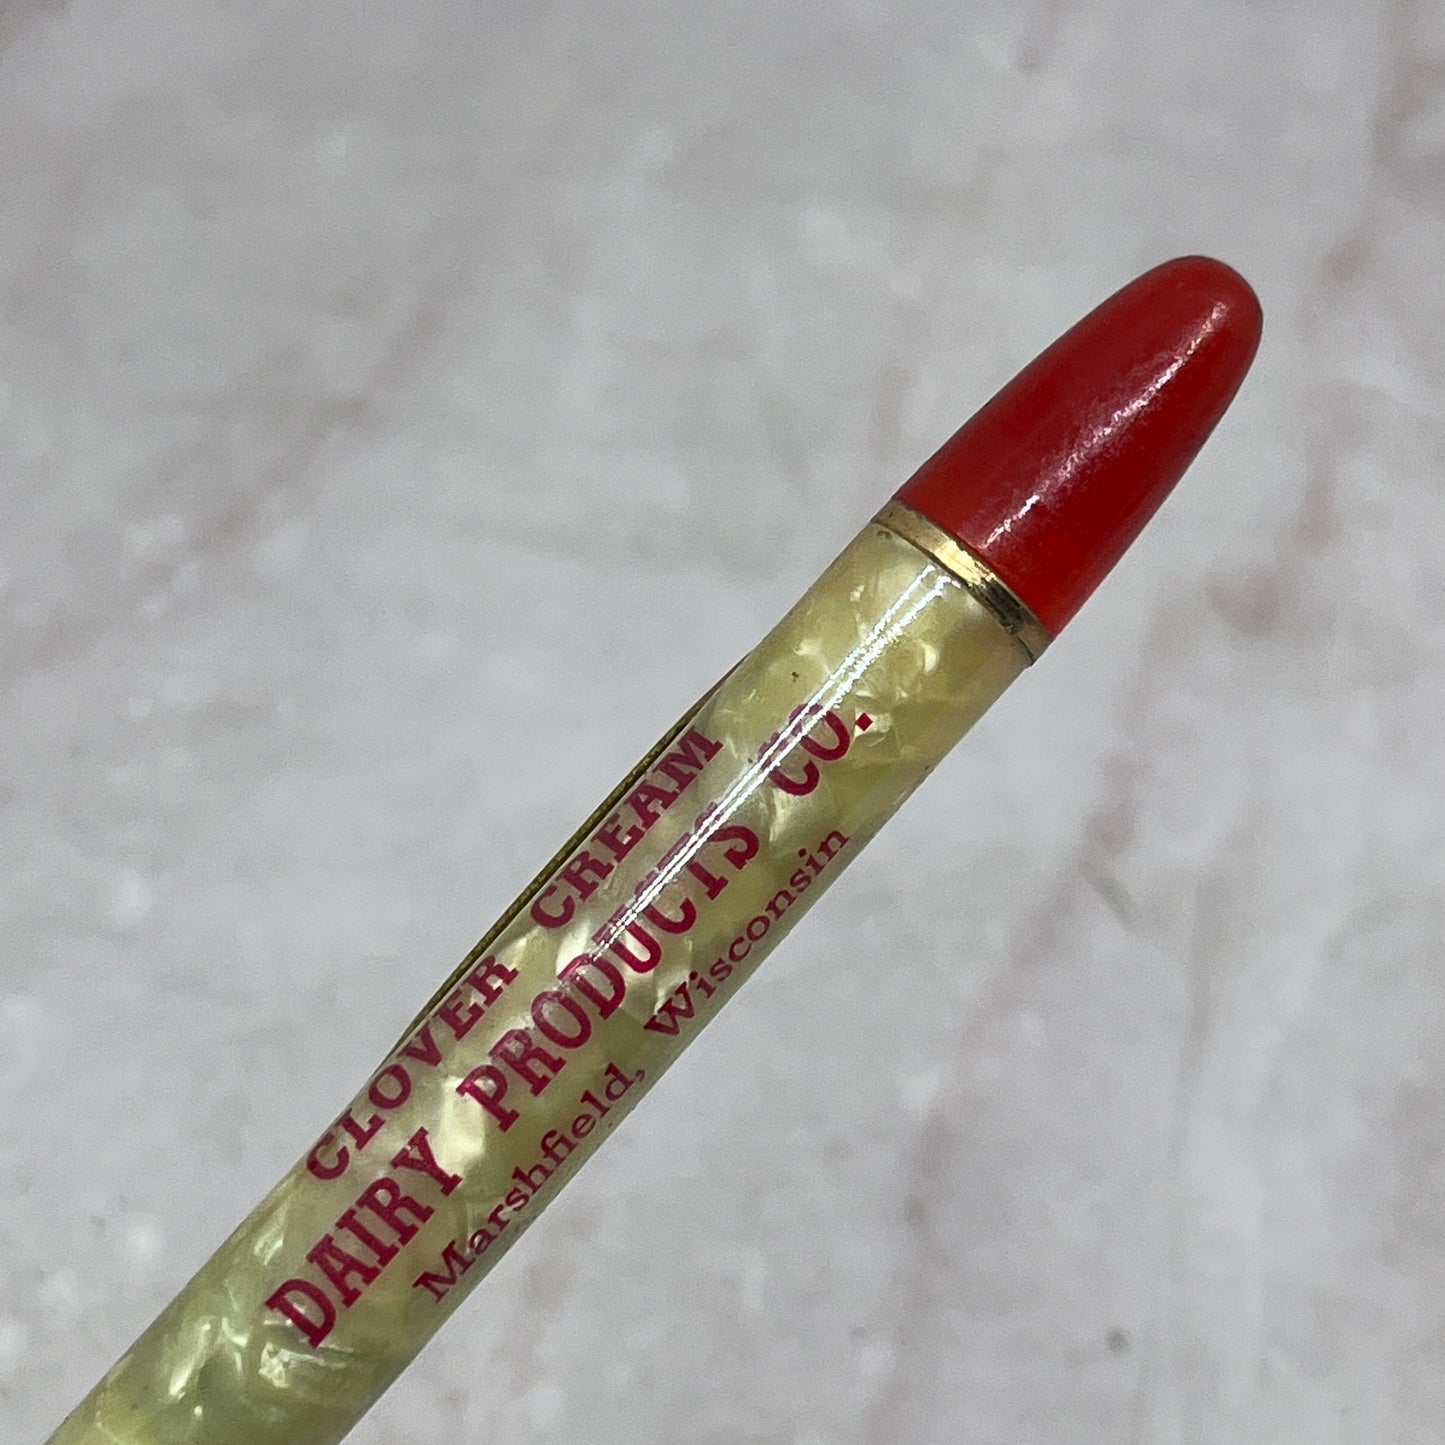 CLOVER CREAM
DAIRY PRODUCTS CO.
Marshfield, Wisconsin